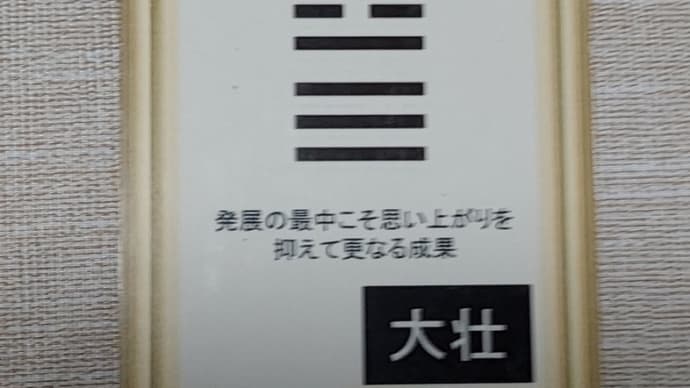 発展の最中こそ思い上がりを
抑えて更なる成果
大壮